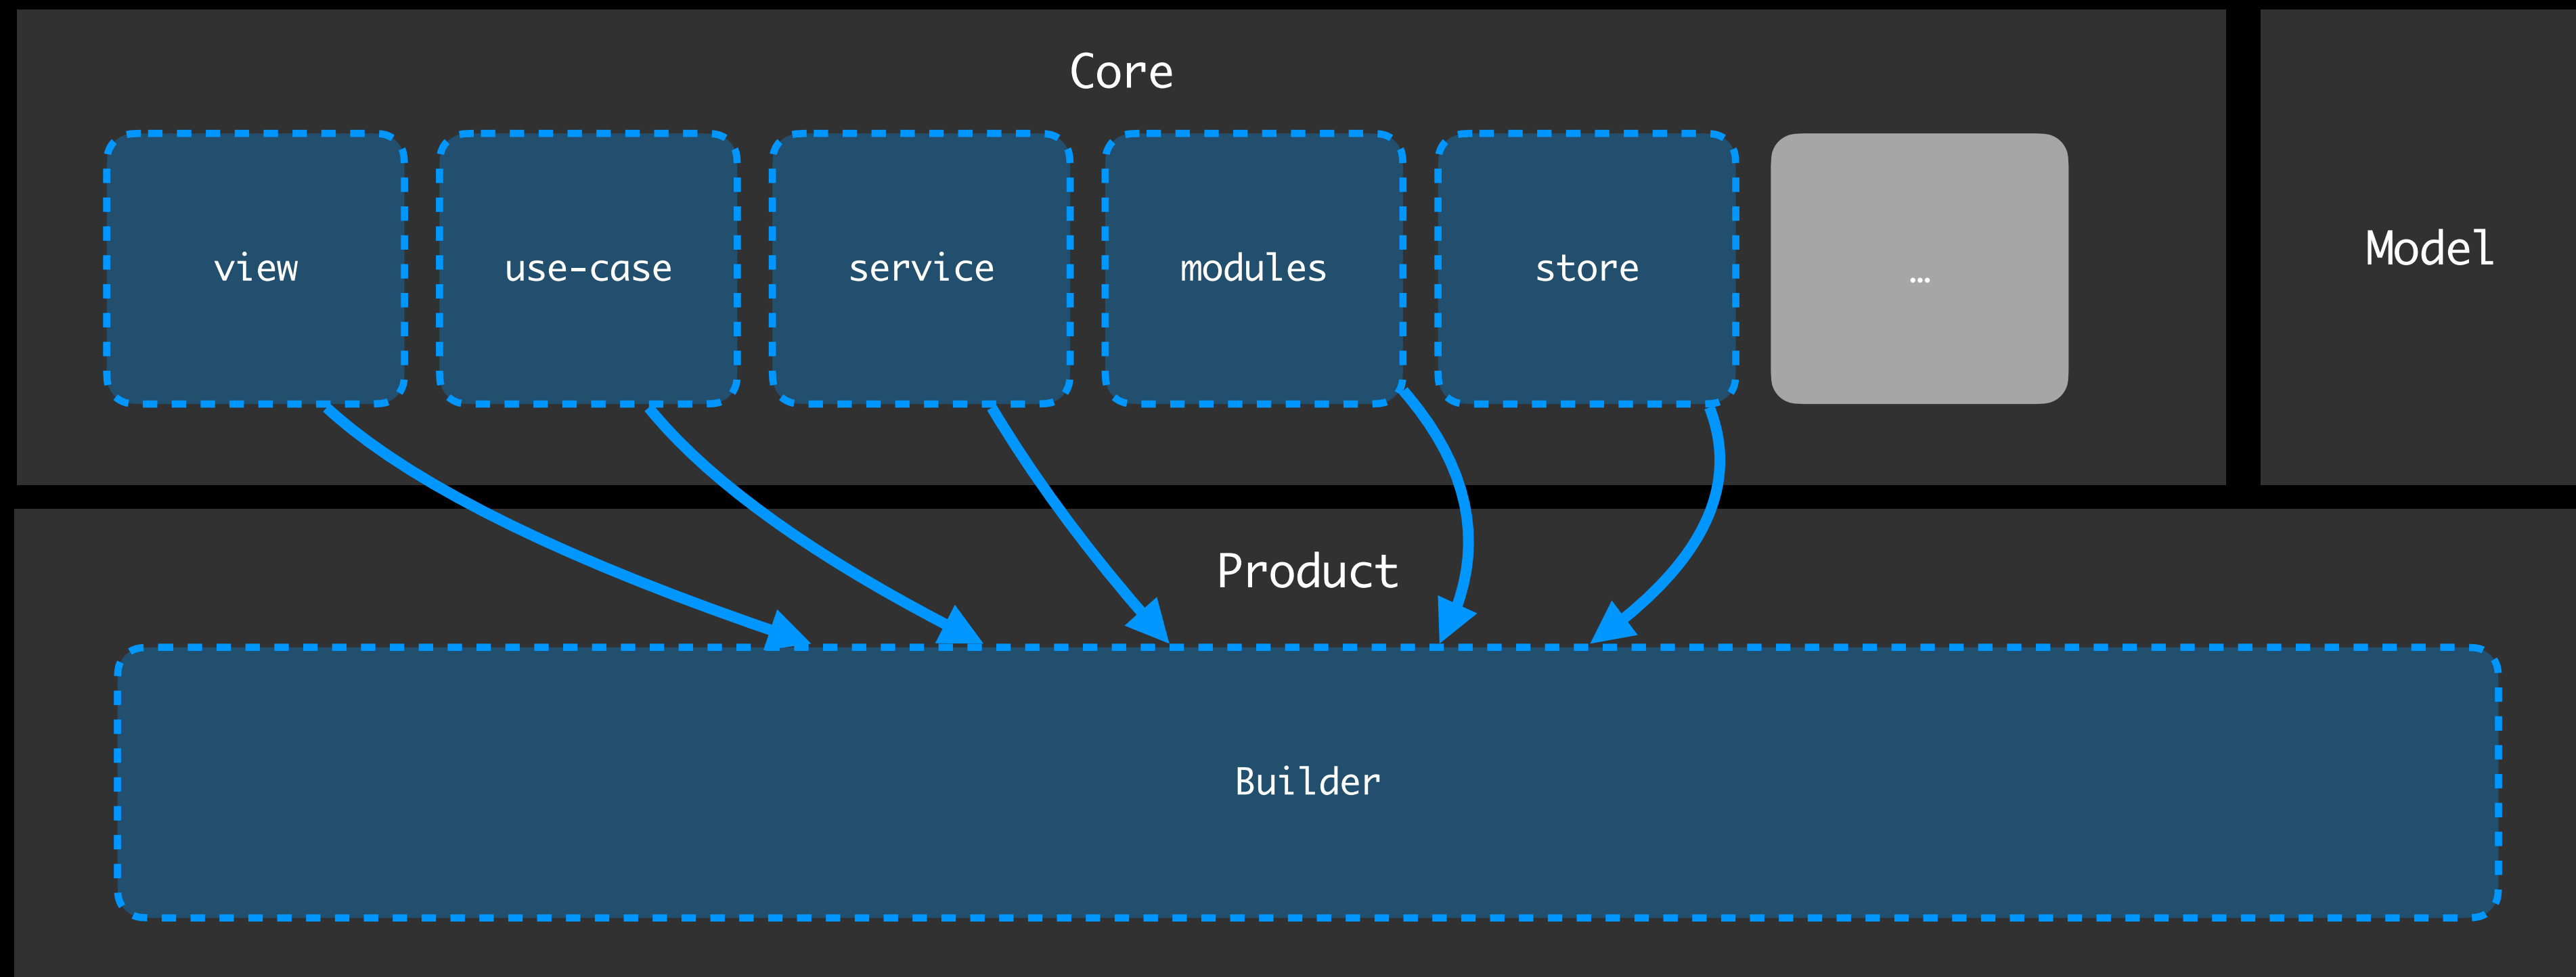 Core
view
use-case
service
modules
store
…
Model
Product
Builder